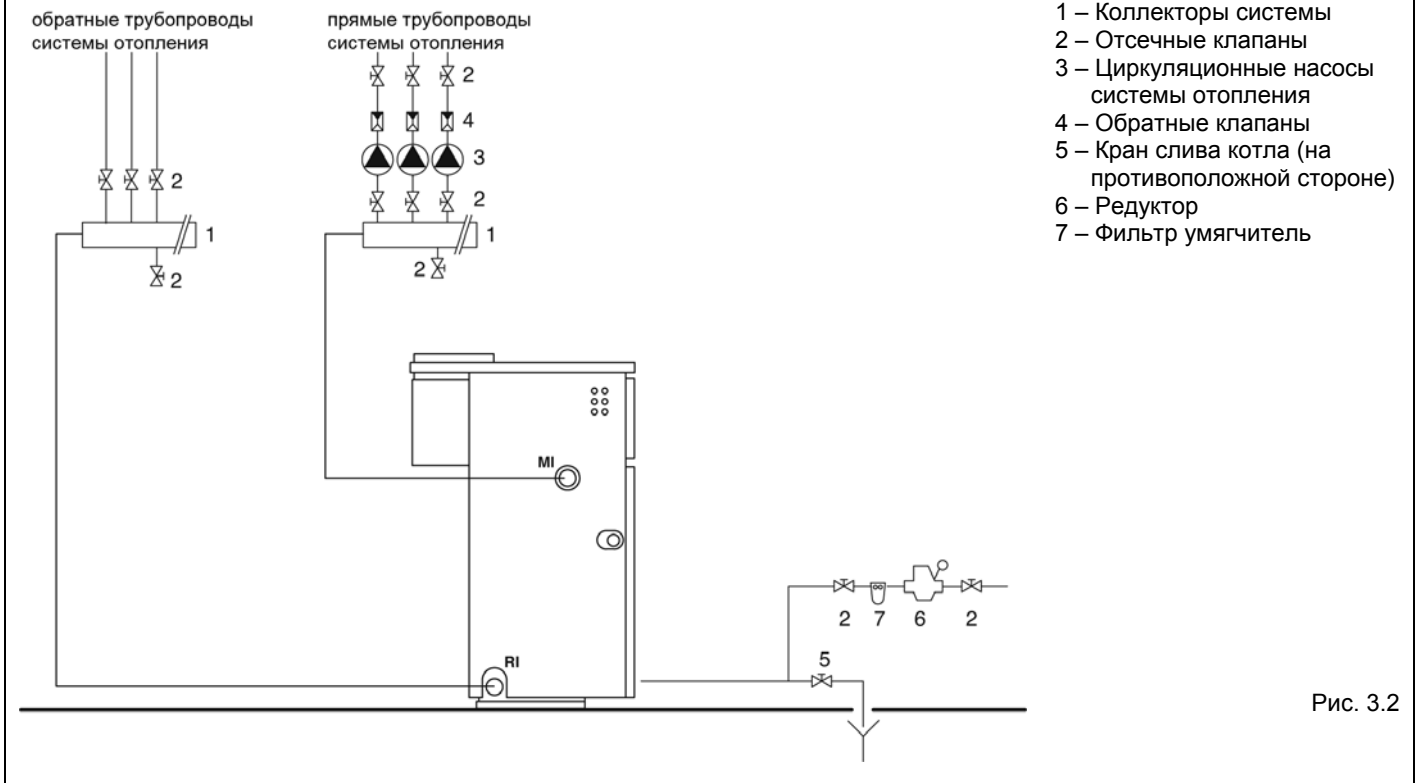 обратные трубопроводы
системы отопления
прямые трубопроводы
системы отопления
2
4
3
2
2
1
1
2
2
MI
RI
2 7 6 2
5
1 – Коллекторы системы
2 – Отсечные клапаны
3 – Циркуляционные насосы
системы отопления
4 – Обратные клапаны
5 – Кран слива котла (на
противоположной стороне)
6 – Редуктор
7 – Фильтр умягчитель
Рис. 3.2